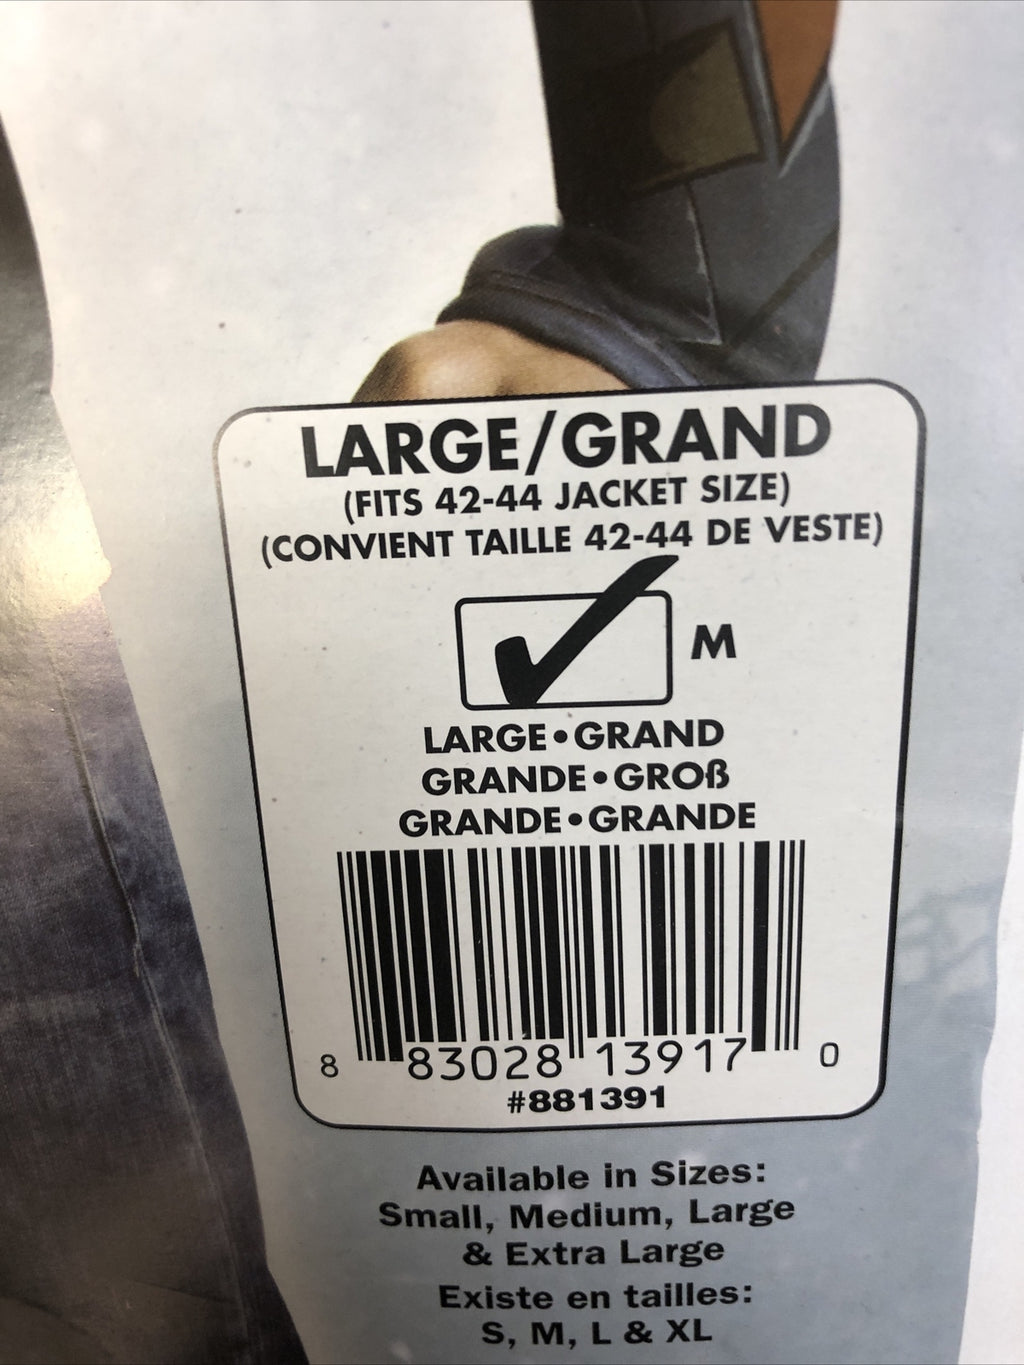 LARGE/GRAND
(FITS 42-44 JACKET SIZE)
(CONVIENT TAILLE 42-44 DE VESTE)
M
LARGE•GRAND
GRANDE•GROß
GRANDE•GRANDE
8 83028 13917 0
#881391
Available in Sizes:
Small, Medium, Large
& Extra Large
Existe en tailles:
S, M, L & XL